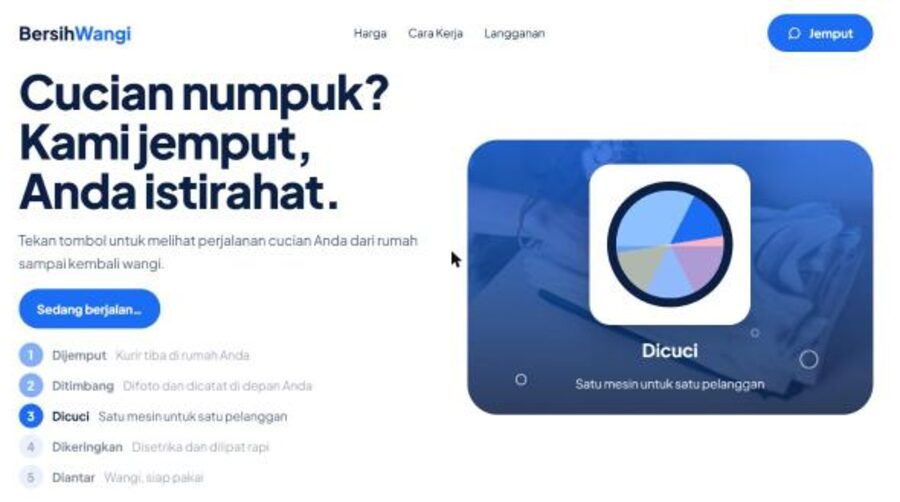 BersihWangi
Harga
Cara Kerja
Langganan
Jemput
Cucian numpuk?
Kami jemput,
Anda istirahat.
Tekan tombol untuk melihat perjalanan cucian Anda dari rumah
sampai kembali wangi.
Sedang berjalan...
1 Dijemput Kurir tiba di rumah Anda
2 Ditimbang Difoto dan dicatat di depan Anda
3 Dicuci Satu mesin untuk satu pelanggan
4 Dikeringkan Disetrika dan dilipat rapi
5 Diantar Wangi, siap pakai
Dicuci
Satu mesin untuk satu pelanggan